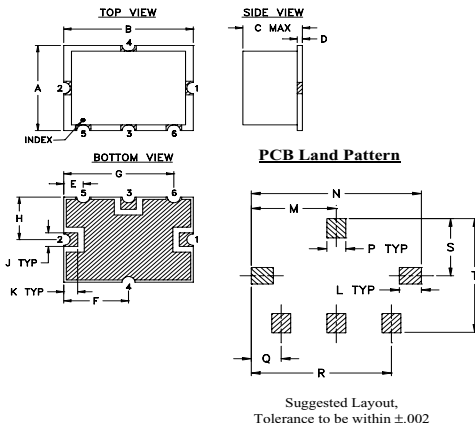 TOP VIEW
B
4
A
2
1
INDEX
5
3
6
SIDE VIEW
C MAX
D
BOTTOM VIEW
G
E
5
3
6
H
2
1
J TYP
K TYP
4
F
PCB Land Pattern
N
M
P TYP
S
L TYP
T
Q
R
Suggested Layout,
Tolerance to be within ±.002